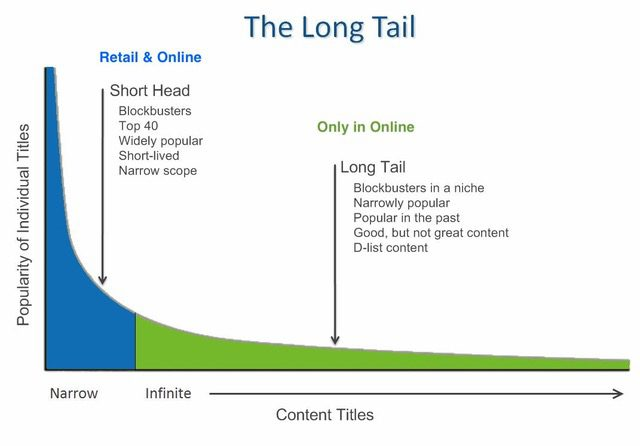 The Long Tail
Retail & Online
Short Head
Blockbusters
Top 40
Widely popular
Short-lived
Narrow scope
Only in Online
Long Tail
Blockbusters in a niche
Narrowly popular
Popular in the past
Good, but not great content
D-list content
Popularity of Individual Titles
Narrow
Infinite
Content Titles